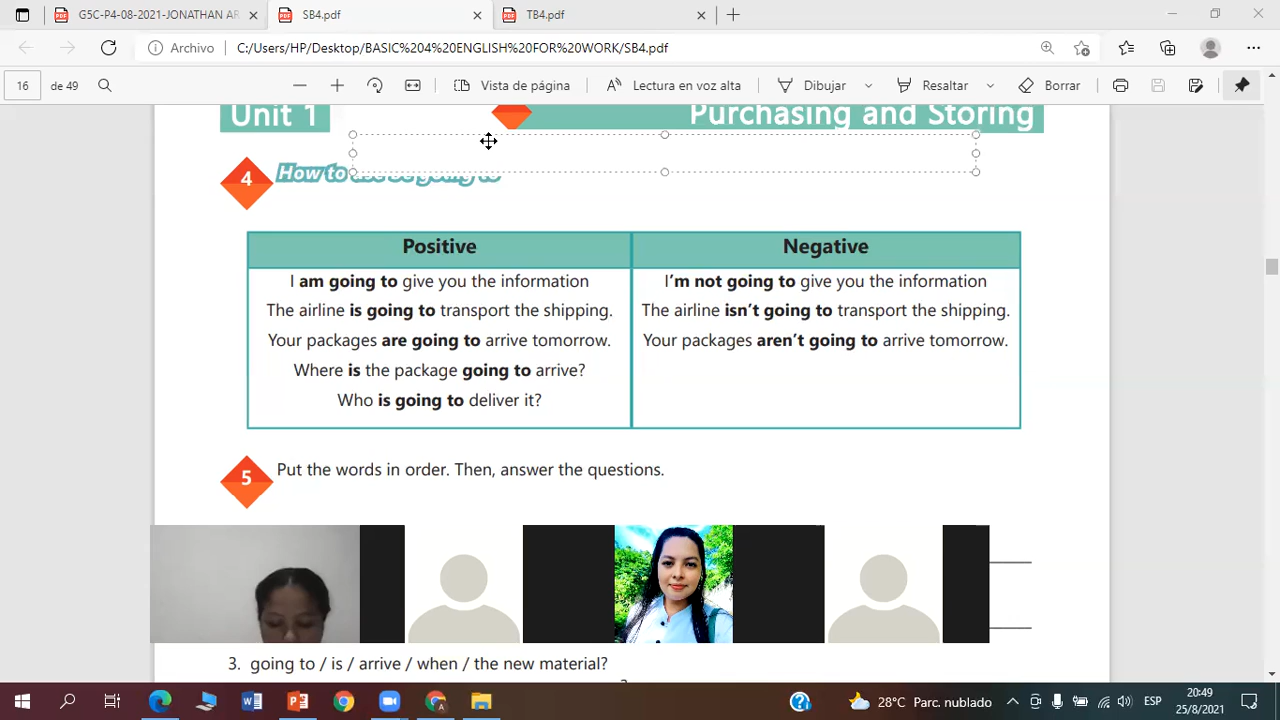 G5C-P4-08-2021-JONATHAN AR
SB4.pdf
TB4.pdf
Archivo
C:/Users/HP/Desktop/BASIC%204%20ENGLISH%20FOR%20WORK/SB4.pdf
16 de 49
Vista de página
Lectura en voz alta
Dibujar
Resaltar
Borrar
Unit 1
Purchasing and Storing
4 How to use be going to
Positive
Negative
I am going to give you the information
The airline is going to transport the shipping.
Your packages are going to arrive tomorrow.
Where is the package going to arrive?
Who is going to deliver it?
I'm not going to give you the information
The airline isn't going to transport the shipping.
Your packages aren't going to arrive tomorrow.
5 Put the words in order. Then, answer the questions.
3. going to / is / arrive / when / the new material?
28°C Parc. nublado
ESP
20:49
25/8/2021